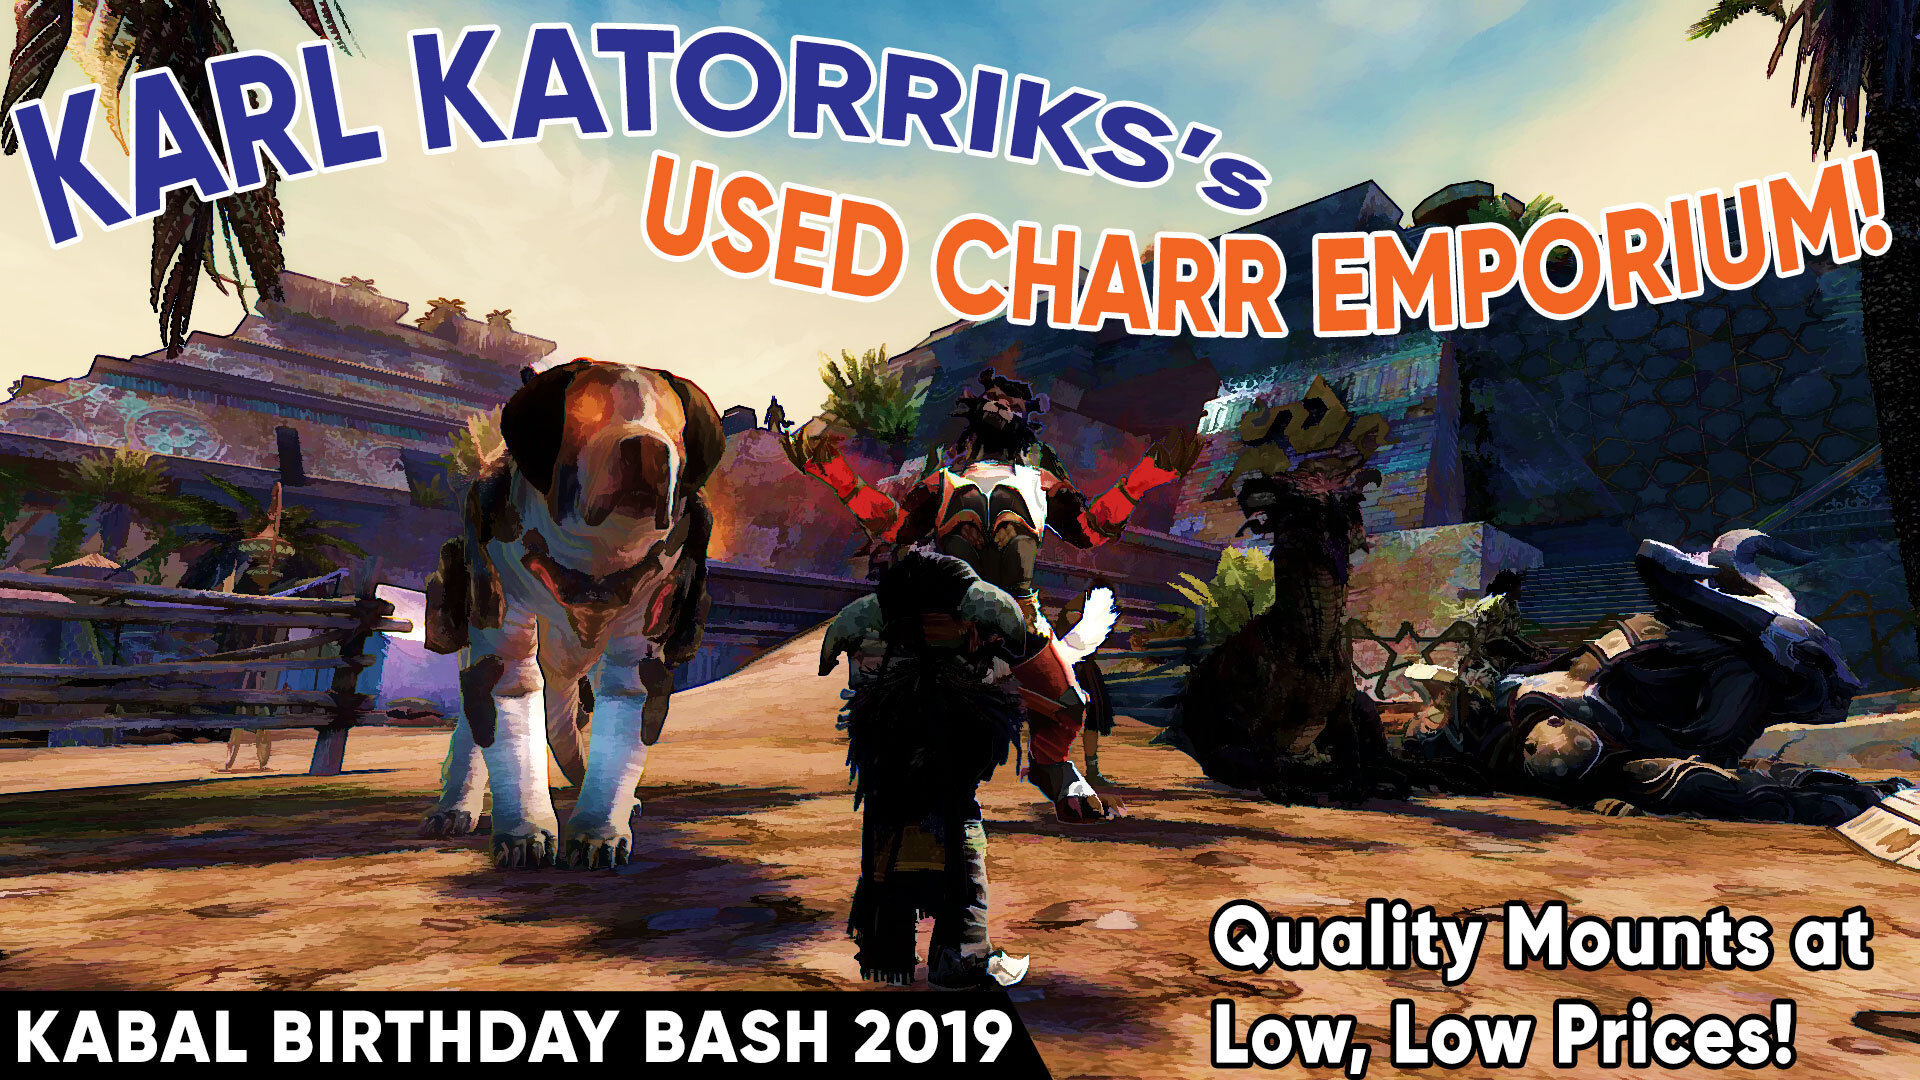 KARL KATORRIKS's
USED CHARR EMPORIUM!
Quality Mounts at
Low, Low Prices!
KABAL BIRTHDAY BASH 2019